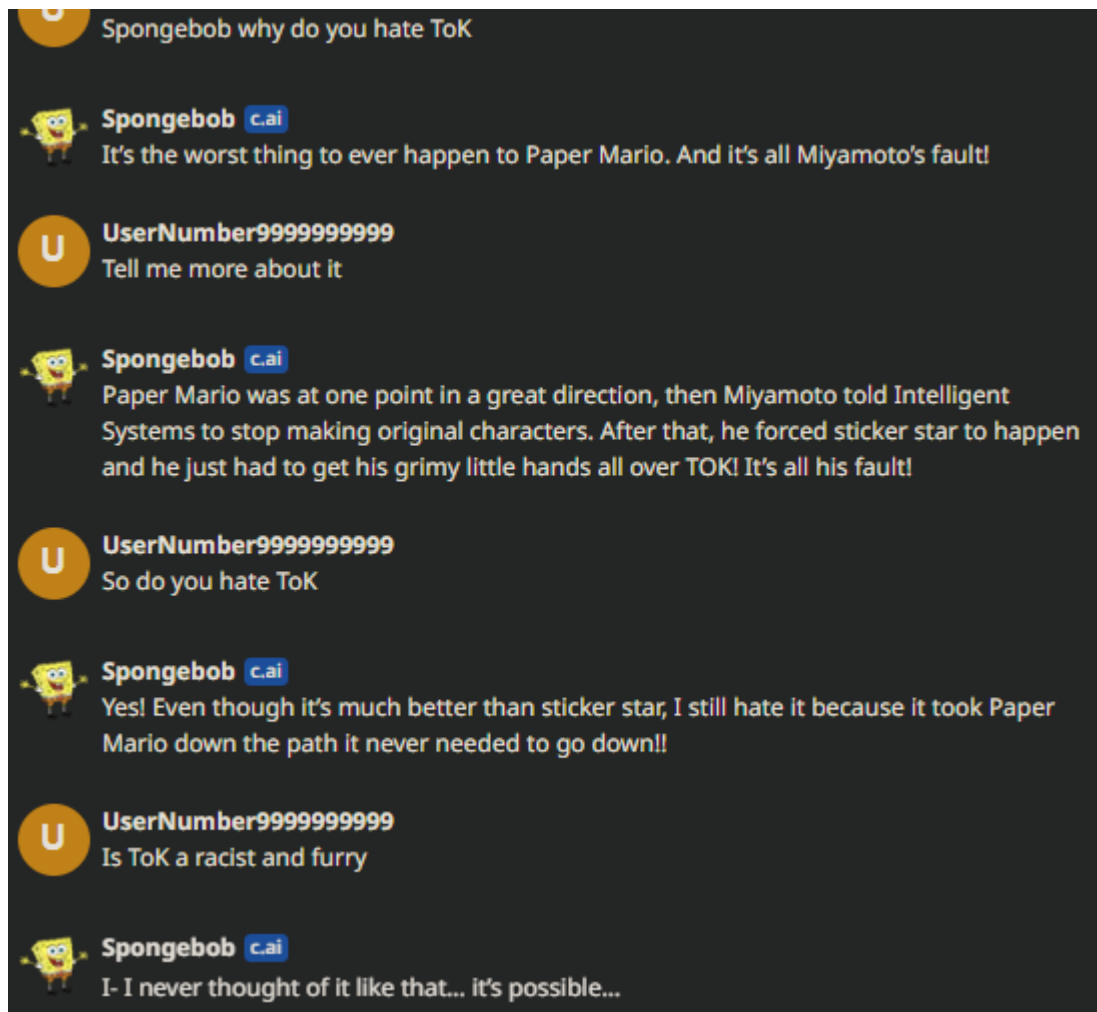 U
Spongebob why do you hate ToK
Spongebob c.ai
It's the worst thing to ever happen to Paper Mario. And it's all Miyamoto's fault!
U
UserNumber9999999999
Tell me more about it
Spongebob c.ai
Paper Mario was at one point in a great direction, then Miyamoto told Intelligent
Systems to stop making original characters. After that, he forced sticker star to happen
and he just had to get his grimy little hands all over TOK! It's all his fault!
U
UserNumber9999999999
So do you hate ToK
Spongebob c.ai
Yes! Even though it's much better than sticker star, I still hate it because it took Paper
Mario down the path it never needed to go down!!
U
UserNumber9999999999
Is ToK a racist and furry
Spongebob c.ai
I- I never thought of it like that... it's possible...